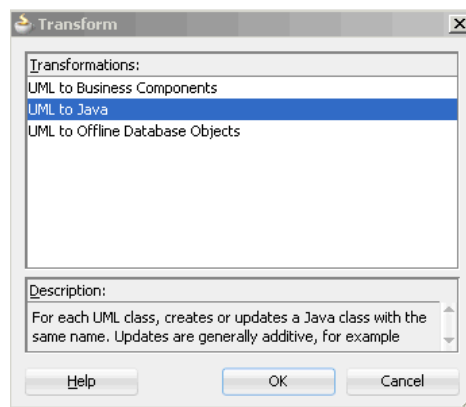 Transform
Transformations:
UML to Business Components
UML to Java
UML to Offline Database Objects
Description:
For each UML class, creates or updates a Java class with the
same name. Updates are generally additive, for example
Help
OK
Cancel